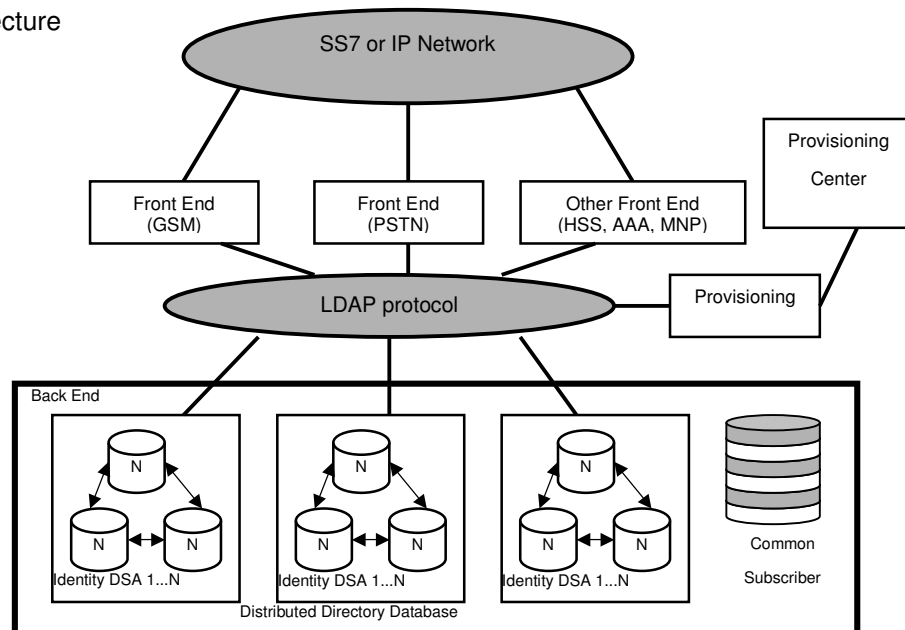 ecture
SS7 or IP Network
Provisioning
Center
Front End
(GSM)
Front End
(PSTN)
Other Front End
(HSS, AAA, MNP)
LDAP protocol
Provisioning
Back End
N
N
N
N
N
N
N
N
N
Identity DSA 1...N
Identity DSA 1...N
Identity DSA 1...N
Common
Subscriber
Distributed Directory Database